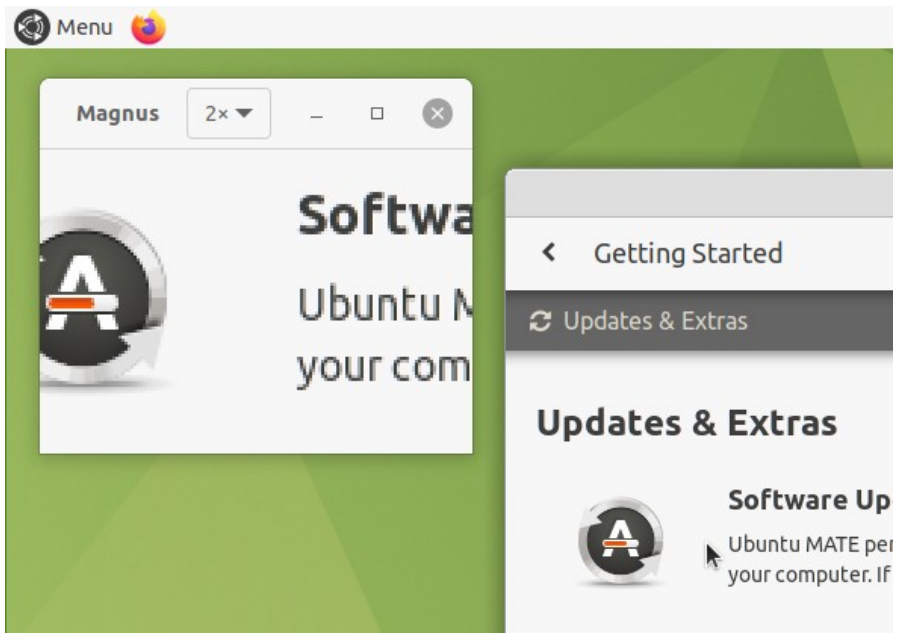 Menu
Magnus 2×
Softwa
Ubuntu M
your com
Getting Started
Updates & Extras
Updates & Extras
Software Up
Ubuntu MATE per
your computer. If